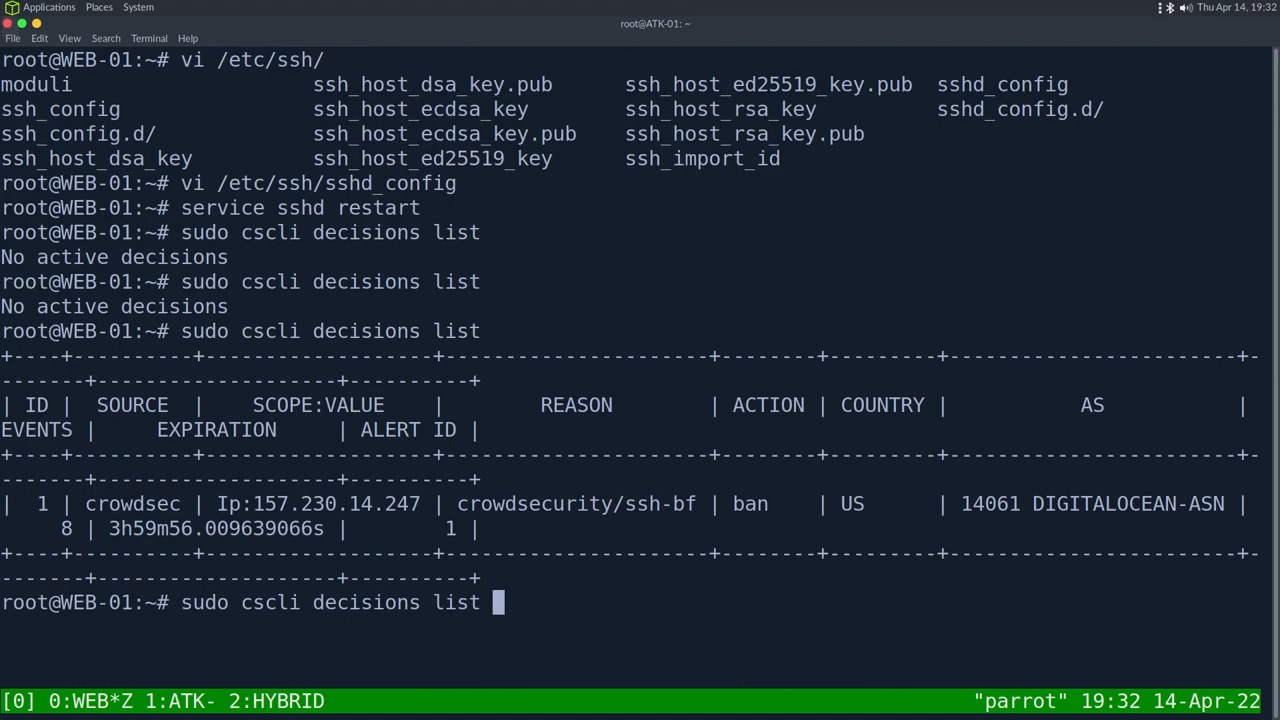 Applications Places System Thu Apr 14, 19:32
root@ATK-01: ~
File Edit View Search Terminal Help
root@WEB-01:~# vi /etc/ssh/
moduli ssh_host_dsa_key.pub ssh_host_ed25519_key.pub sshd_config
ssh_config ssh_host_ecdsa_key ssh_host_rsa_key sshd_config.d/
ssh_config.d/ ssh_host_ecdsa_key.pub ssh_host_rsa_key.pub
ssh_host_dsa_key ssh_host_ed25519_key ssh_import_id
root@WEB-01:~# vi /etc/ssh/sshd_config
root@WEB-01:~# service sshd restart
root@WEB-01:~# sudo cscli decisions list
No active decisions
root@WEB-01:~# sudo cscli decisions list
No active decisions
root@WEB-01:~# sudo cscli decisions list
+----+----------+--------------------+----------------------+--------+---------+------------------------+-
-------+---------------------+----------+
| ID | SOURCE | SCOPE:VALUE | REASON | ACTION | COUNTRY | AS |
EVENTS | EXPIRATION | ALERT ID |
+----+----------+--------------------+----------------------+--------+---------+------------------------+-
-------+---------------------+----------+
| 1 | crowdsec | Ip:157.230.14.247 | crowdsecurity/ssh-bf | ban | US | 14061 DIGITALOCEAN-ASN |
8 | 3h59m56.009639066s | 1 |
+----+----------+--------------------+----------------------+--------+---------+------------------------+-
-------+---------------------+----------+
root@WEB-01:~# sudo cscli decisions list
[0] 0:WEB*Z 1:ATK- 2:HYBRID "parrot" 19:32 14-Apr-22